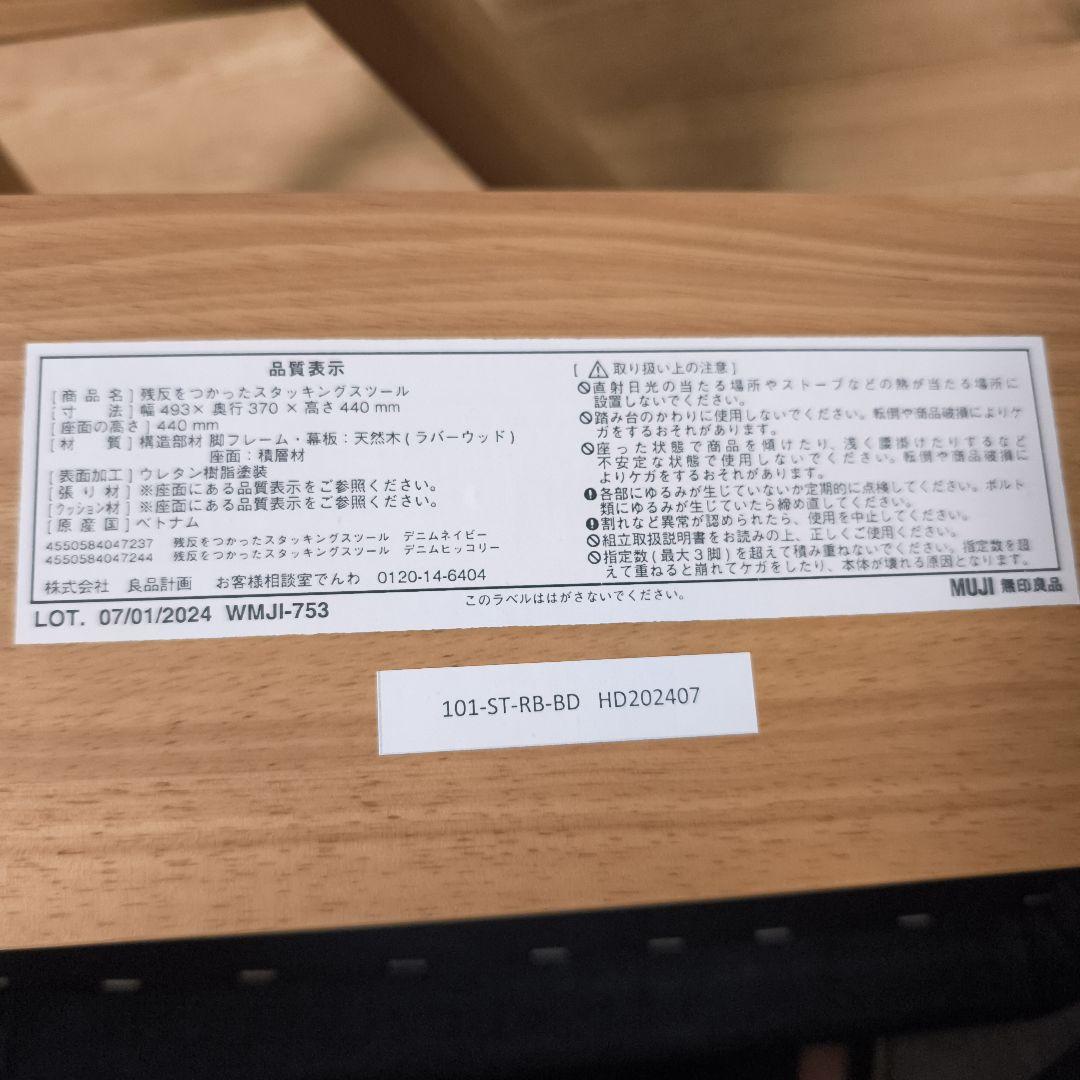 品質表示
[商品名] 残反をつかったスタッキングスツール
[寸　法] 幅 493× 奥行 370 × 高さ 440 mm
[座面の高さ] 440 mm
[材　質] 構造部材 脚フレーム・幕板：天然木 (ラバーウッド)
座面：積層材
[表面加工] ウレタン樹脂塗装
[張り材] ※座面にある品質表示をご参照ください。
[クッション材] ※座面にある品質表示をご参照ください。
[原産国] ベトナム
4550584047237 残反をつかったスタッキングスツール デニムネイビー
4550584047244 残反をつかったスタッキングスツール デニムヒッコリー
株式会社 良品計画 お客様相談室でんわ 0120-14-6404
[ 取り扱い上の注意 ]
直射日光の当たる場所やストーブなどの熱が当たる場所に
設置しないでください。
踏み台のかわりに使用しないでください。転倒や商品破損によりケ
ガをするおそれがあります。
座った状態で商品を傾けたり、浅く腰掛けたりするなど
不安定な状態で使用しないでください。転倒や商品破損に
よりケガをするおそれがあります。
各部にゆるみが生じていないか定期的に点検してください。ボルト
類にゆるみが生じていたら締め直してください。
割れなど異常が認められたら、使用を中止してください。
組立取扱説明書をお読みの上、正しくご使用ください。
指定数 (最大3脚) を超えて積み重ねないでください。指定数を超
えて重ねると崩れてケガをしたり、本体が壊れる原因となります。
MUJI 無印良品
LOT. 07/01/2024 WMJI-753
このラベルははがさないでください。
101-ST-RB-BD HD202407